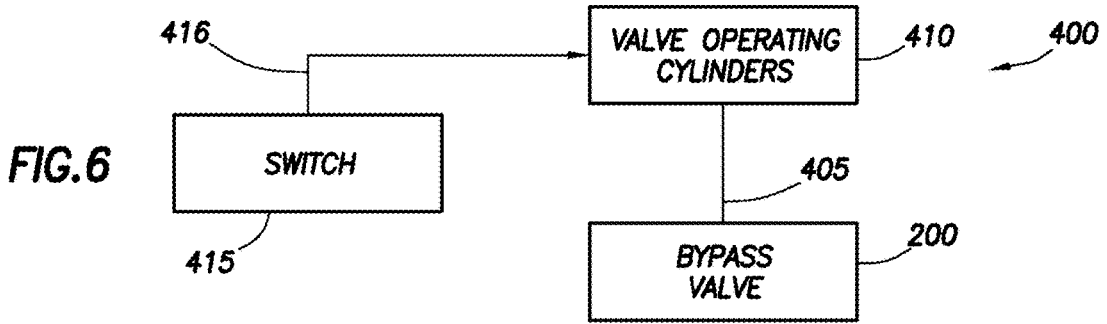 416
VALVE OPERATING
CYLINDERS
410
400
FIG.6
SWITCH
405
415
BYPASS
VALVE
200